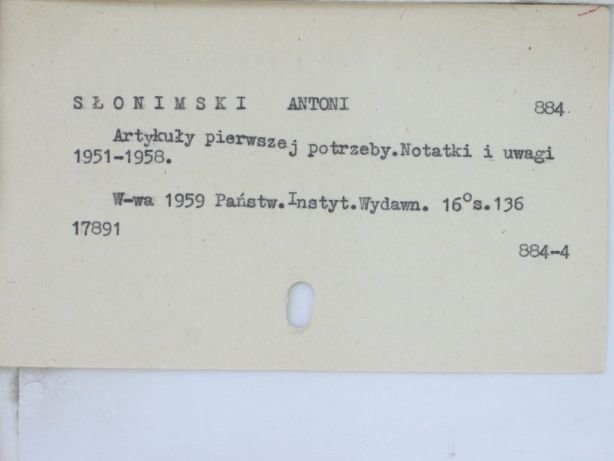 SŁONIMSKI ANTONI 884
Artykuły pierwszej potrzeby.Notatki i uwagi
1951-1958.
W-wa 1959 Państw.Instyt.Wydawn. 16°s.136
17891
884-4